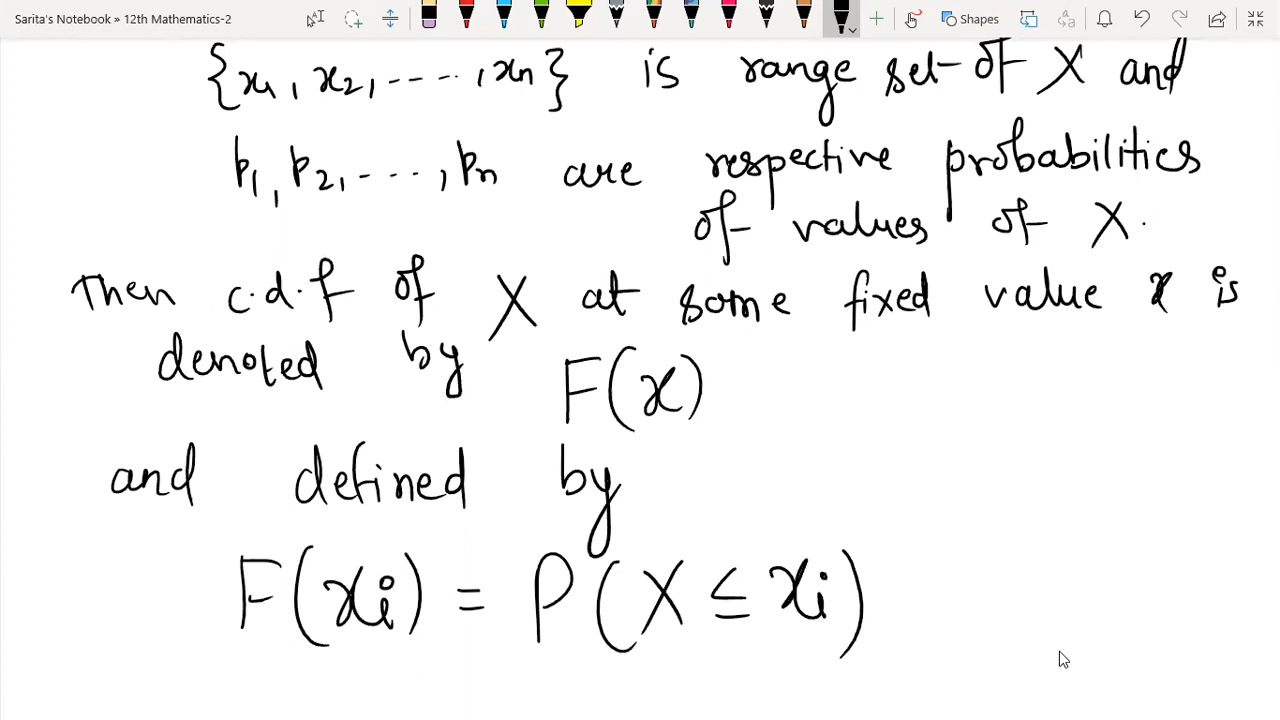 Sarita's Notebook » 12th Mathematics-2
Shapes
{x1, x2, ----, xn} is range set of X and
p1, p2, ----, pn are respective probabilities
of values of X.
Then c.d.f of X at some fixed value x is
denoted by F(x)
and defined by
F(xi) = P(X ≤ xi)